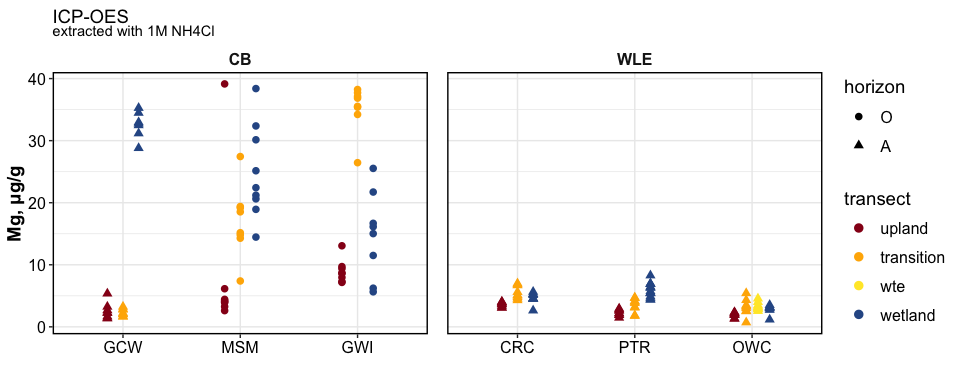 ICP-OES
extracted with 1M NH4Cl
CB
WLE
Mg, μg/g
40
30
20
10
0
GCW
MSM
GWI
CRC
PTR
OWC
horizon
O
A
transect
upland
transition
wte
wetland